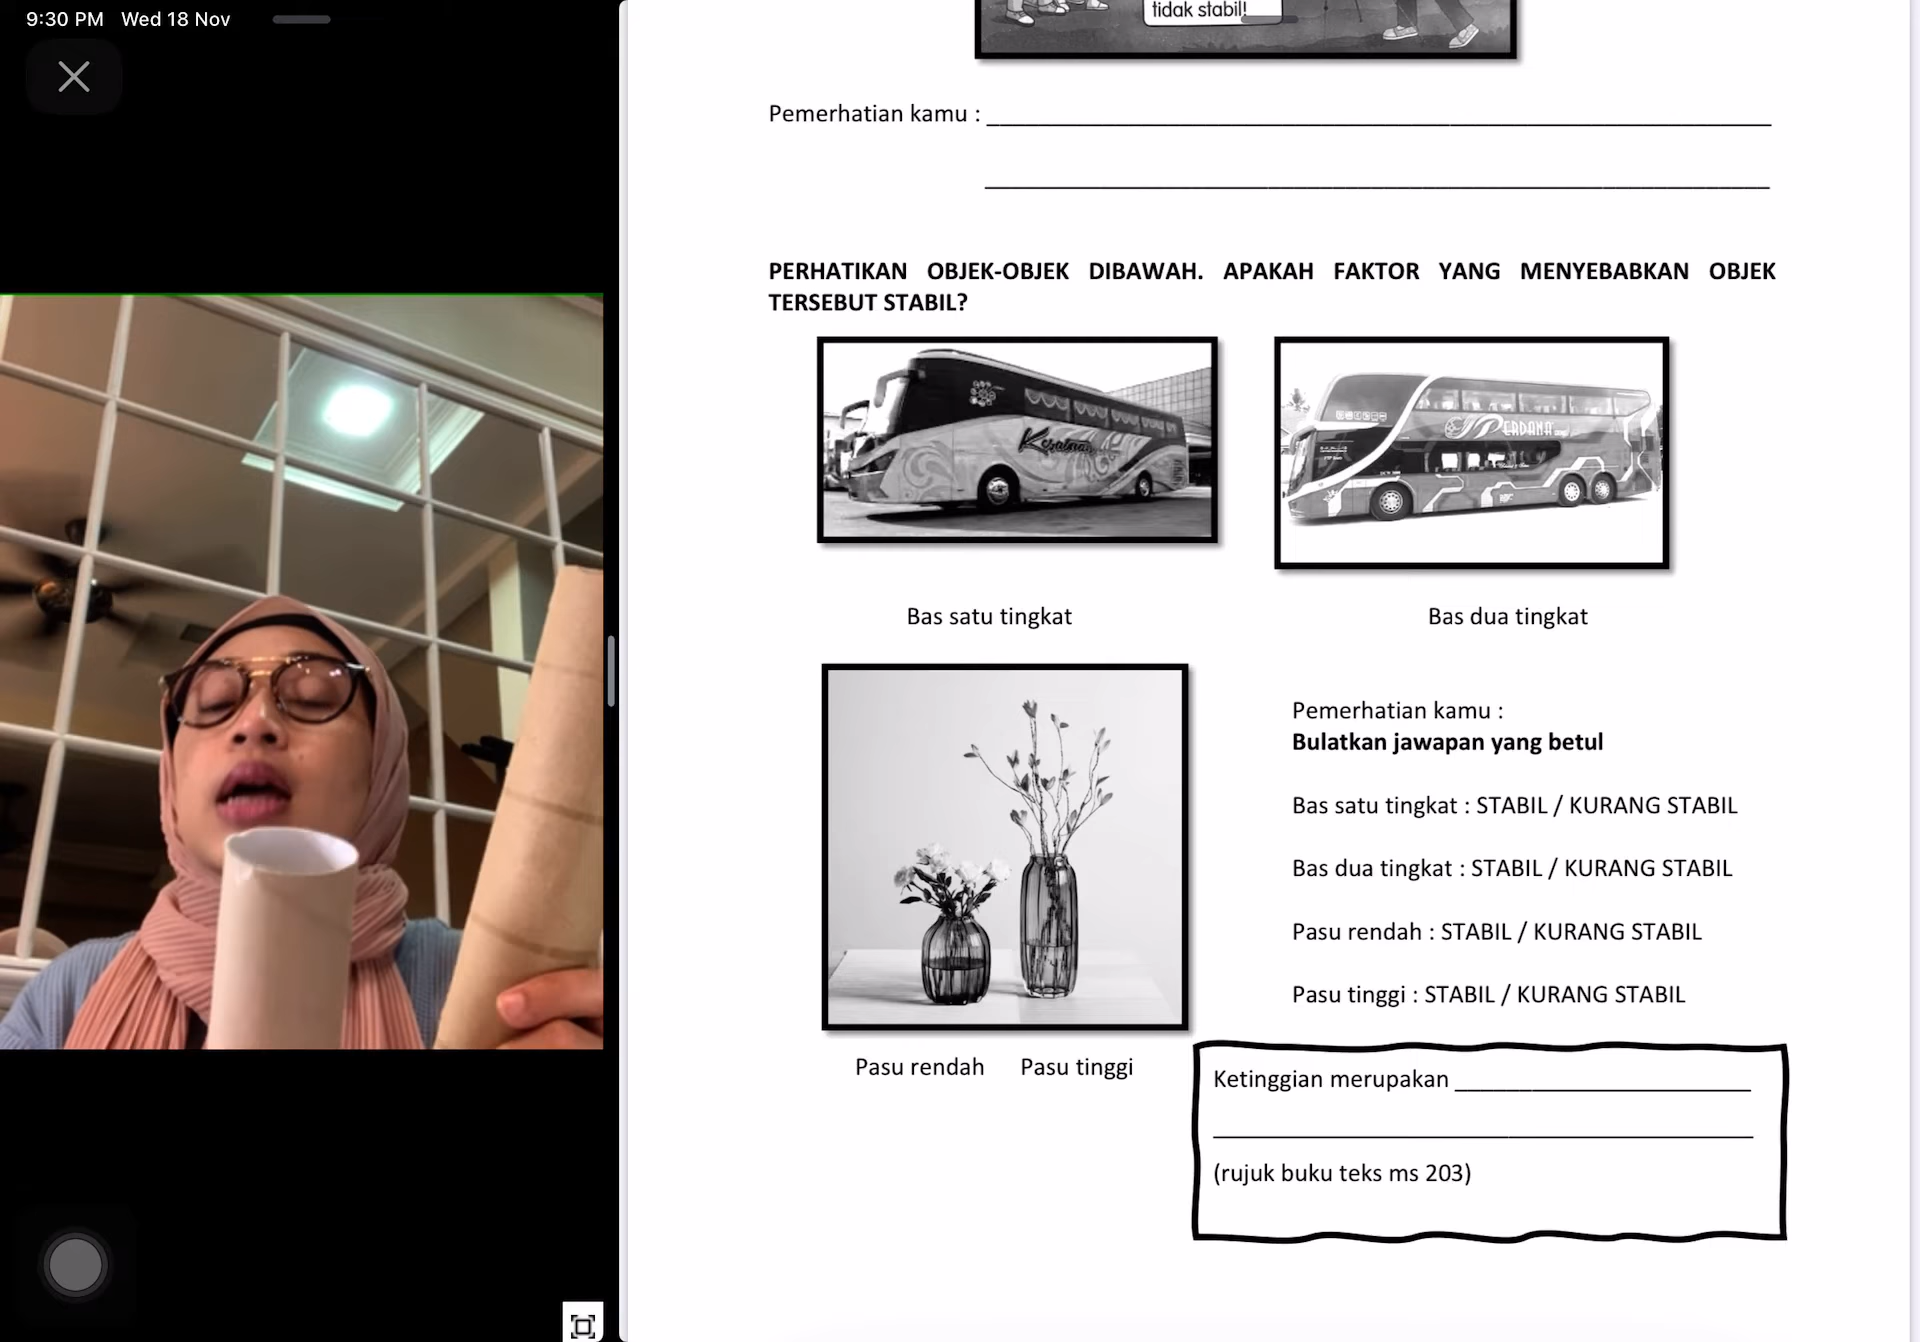 9:30 PM Wed 18 Nov
tidak stabil!
Pemerhatian kamu :
PERHATIKAN OBJEK-OBJEK DIBAWAH. APAKAH FAKTOR YANG MENYEBABKAN OBJEK
TERSEBUT STABIL?
PERDANA
Bas satu tingkat
Bas dua tingkat
Pemerhatian kamu :
Bulatkan jawapan yang betul
Bas satu tingkat : STABIL / KURANG STABIL
Bas dua tingkat : STABIL / KURANG STABIL
Pasu rendah : STABIL / KURANG STABIL
Pasu tinggi : STABIL / KURANG STABIL
Pasu rendah Pasu tinggi
Ketinggian merupakan
(rujuk buku teks ms 203)